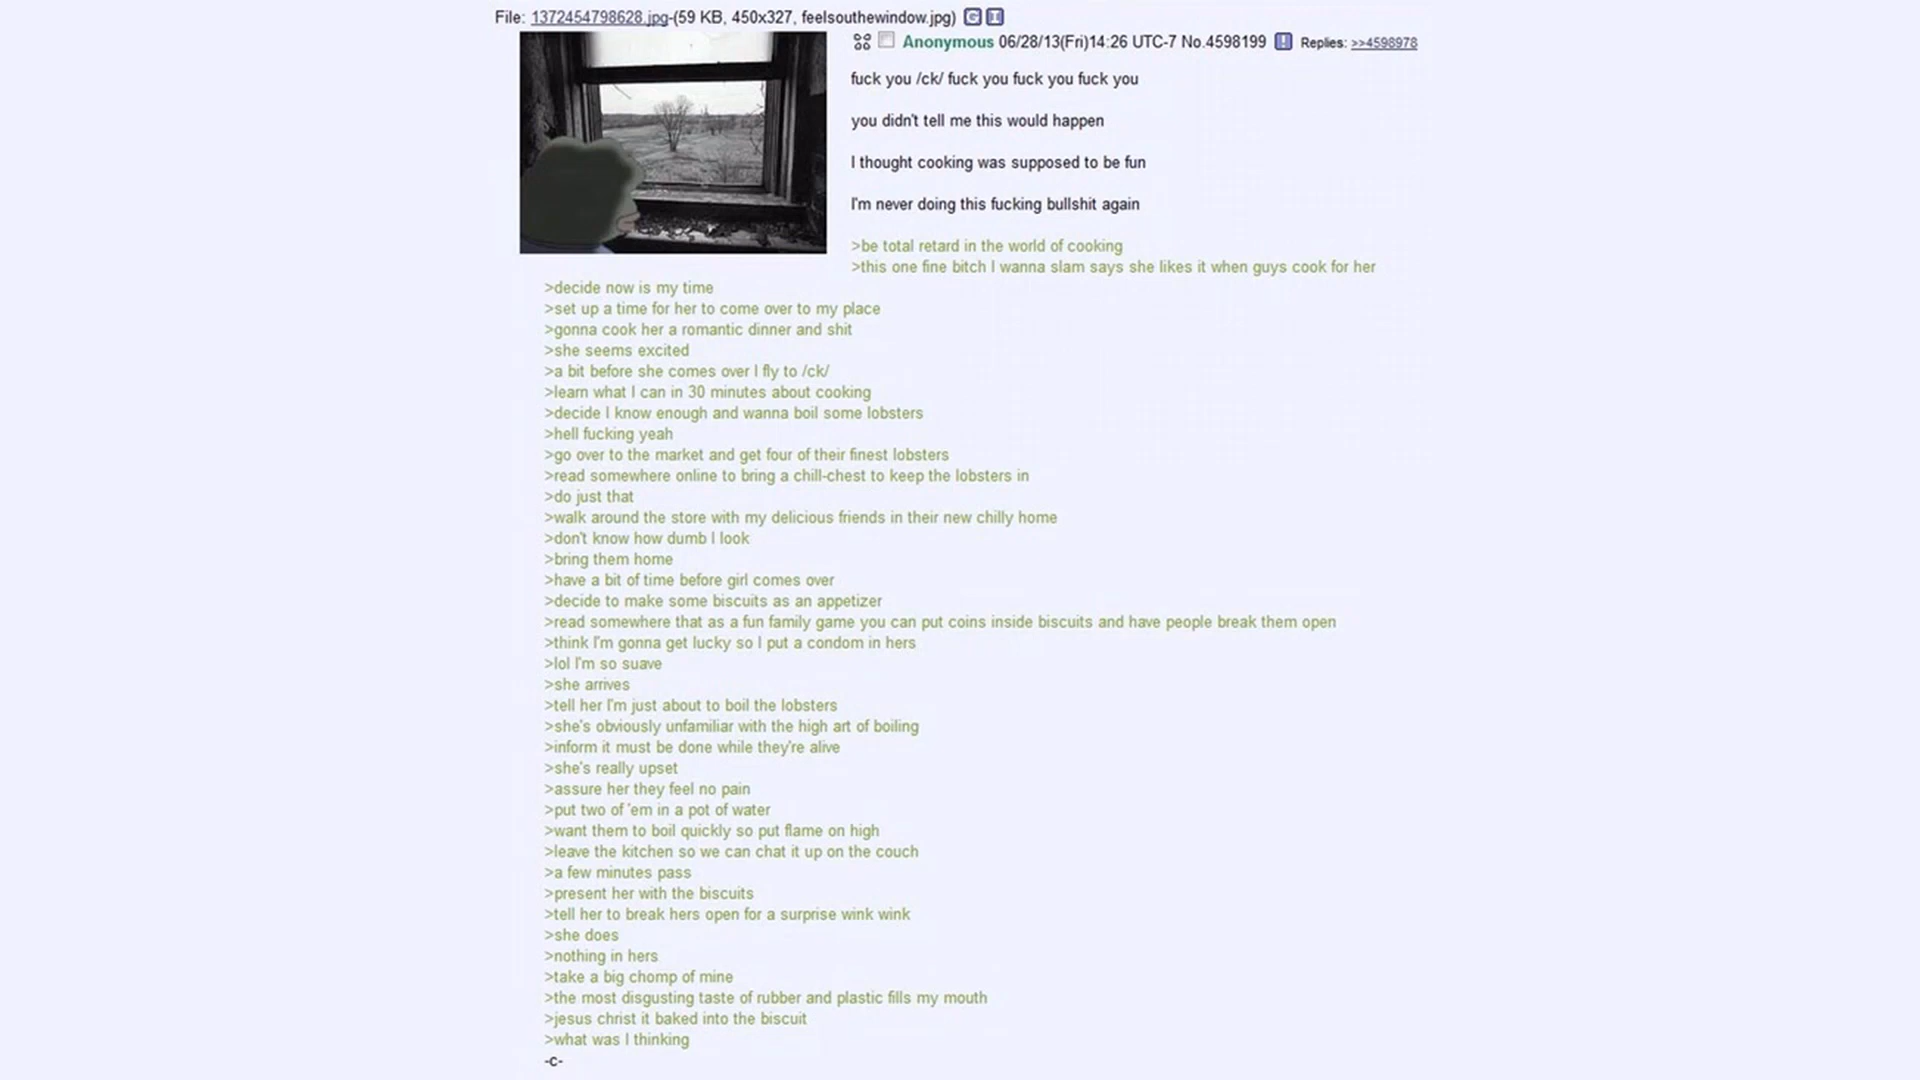 File: 1372454798628.jpg-(59 KB, 450x327, feelsouthewindow.jpg) G I
Anonymous 06/28/13(Fri)14:26 UTC-7 No.4598199 ! Replies: >>4598978
fuck you /ck/ fuck you fuck you fuck you
you didn't tell me this would happen
I thought cooking was supposed to be fun
I'm never doing this fucking bullshit again
>be total retard in the world of cooking
>this one fine bitch I wanna slam says she likes it when guys cook for her
>decide now is my time
>set up a time for her to come over to my place
>gonna cook her a romantic dinner and shit
>she seems excited
>a bit before she comes over I fly to /ck/
>learn what I can in 30 minutes about cooking
>decide I know enough and wanna boil some lobsters
>hell fucking yeah
>go over to the market and get four of their finest lobsters
>read somewhere online to bring a chill-chest to keep the lobsters in
>do just that
>walk around the store with my delicious friends in their new chilly home
>don't know how dumb I look
>bring them home
>have a bit of time before girl comes over
>decide to make some biscuits as an appetizer
>read somewhere that as a fun family game you can put coins inside biscuits and have people break them open
>think I'm gonna get lucky so I put a condom in hers
>lol I'm so suave
>she arrives
>tell her I'm just about to boil the lobsters
>she's obviously unfamiliar with the high art of boiling
>inform it must be done while they're alive
>she's really upset
>assure her they feel no pain
>put two of 'em in a pot of water
>want them to boil quickly so put flame on high
>leave the kitchen so we can chat it up on the couch
>a few minutes pass
>present her with the biscuits
>tell her to break hers open for a surprise wink wink
>she does
>nothing in hers
>take a big chomp of mine
>the most disgusting taste of rubber and plastic fills my mouth
>jesus christ it baked into the biscuit
>what was I thinking
-c-